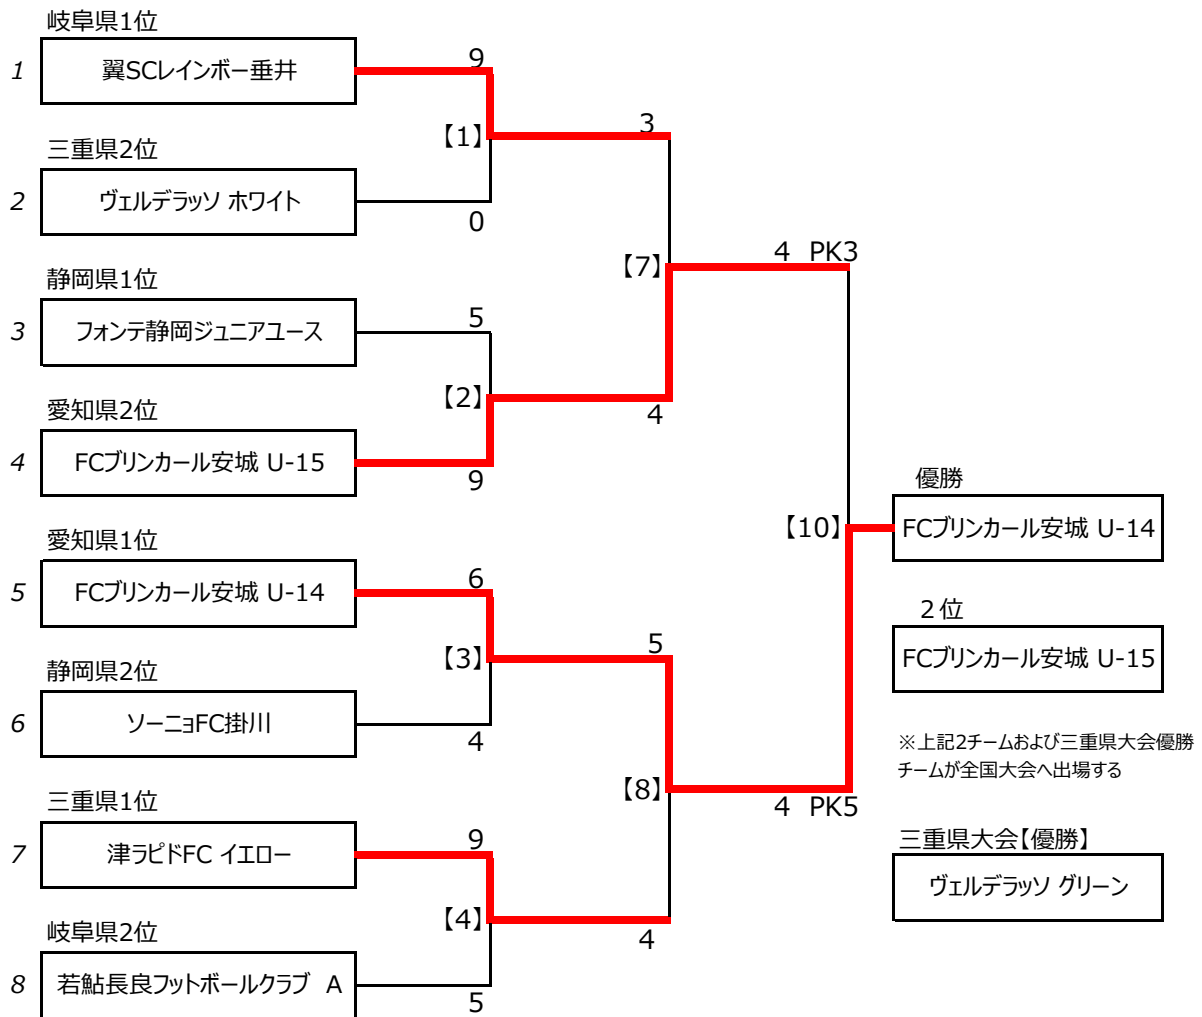 岐阜県1位
1 翼SCレインボー垂井 9
【1】 3
三重県2位
2 ヴェルデラッソ ホワイト 0
【7】 4 PK3
静岡県1位
3 フォンテ静岡ジュニアユース 5
【2】 4
愛知県2位
4 FCブリンカール安城 U-15 9
優勝
【10】 FCブリンカール安城 U-14
愛知県1位
5 FCブリンカール安城 U-14 6
２位
FCブリンカール安城 U-15
【3】 5
静岡県2位
6 ソーニョFC掛川 4
※上記2チームおよび三重県大会優勝
チームが全国大会へ出場する
【8】 4 PK5
三重県1位
7 津ラピドFC イエロー 9
三重県大会【優勝】
ヴェルデラッソ グリーン
【4】 4
岐阜県2位
8 若鮎長良フットボールクラブ A 5